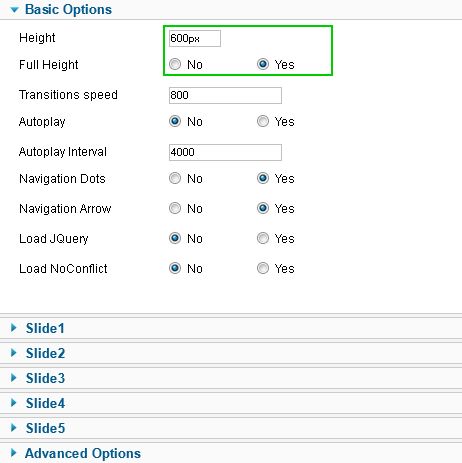 Basic Options
Height 600px
Full Height No Yes
Transitions speed 800
Autoplay No Yes
Autoplay Interval 4000
Navigation Dots No Yes
Navigation Arrow No Yes
Load JQuery No Yes
Load NoConflict No Yes
Slide1
Slide2
Slide3
Slide4
Slide5
Advanced Options